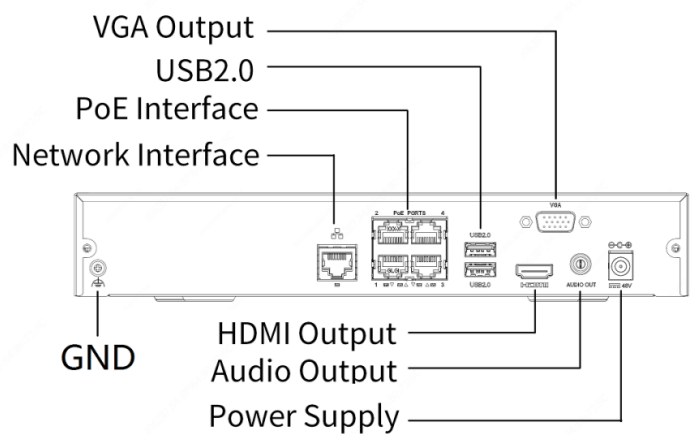 VGA Output
USB2.0
PoE Interface
Network Interface
VGA
2 PoE PORTS 4
USB2.0
1 3
USB2.0
HDMI
AUDIO OUT
48V
GND
HDMI Output
Audio Output
Power Supply